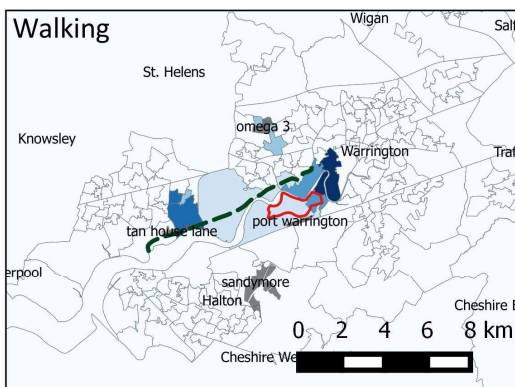 Walking
Wigan
Salf
St. Helens
omega 3
Knowsley
Warrington
Traf
port warrington
tan house lane
erpool
sandymore
Halton
Cheshire E
0 2 4 6 8 km
Cheshire We